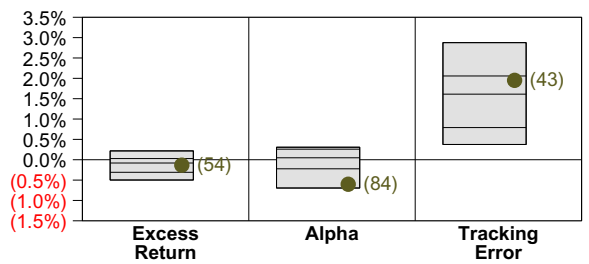 3.5%
3.0%
2.5%
2.0%
1.5%
1.0%
0.5%
0.0%
(0.5%)
(1.0%)
(1.5%)
(54)
(84)
(43)
Excess
Return
Alpha
Tracking
Error